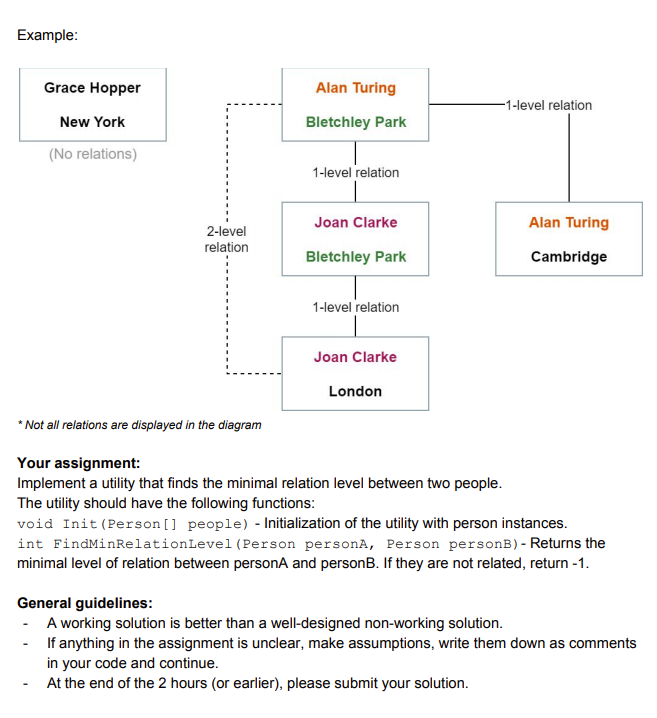 Example:
Grace Hopper
New York
(No relations)
Alan Turing
Bletchley Park
1-level relation
1-level relation
Joan Clarke
Bletchley Park
Alan Turing
Cambridge
2-level
relation
1-level relation
Joan Clarke
London
* Not all relations are displayed in the diagram
Your assignment:
Implement a utility that finds the minimal relation level between two people.
The utility should have the following functions:
void Init(Person[] people) - Initialization of the utility with person instances.
int FindMinRelationLevel(Person personA, Person personB)- Returns the
minimal level of relation between personA and personB. If they are not related, return -1.
General guidelines:
- A working solution is better than a well-designed non-working solution.
- If anything in the assignment is unclear, make assumptions, write them down as comments
in your code and continue.
- At the end of the 2 hours (or earlier), please submit your solution.